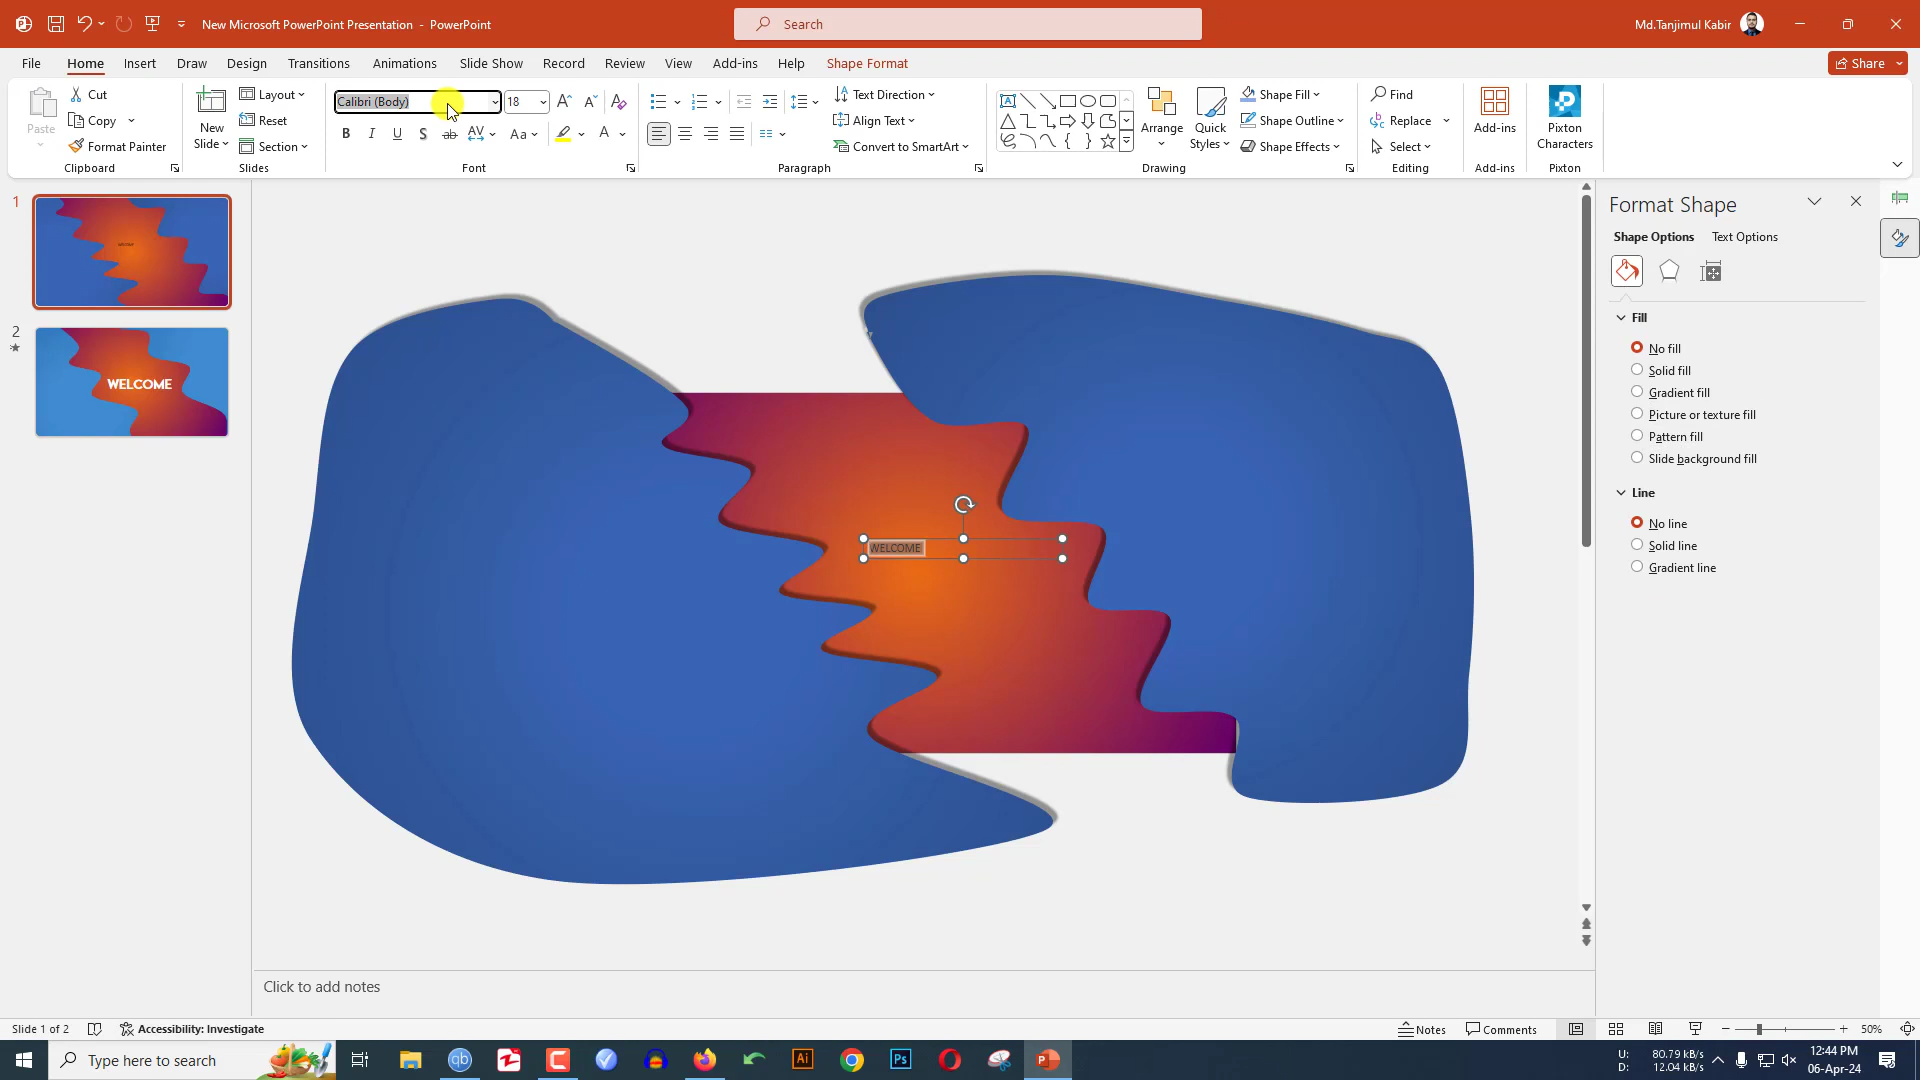 New Microsoft PowerPoint Presentation - PowerPoint
Search
Md.Tanjimul Kabir
File Home Insert Draw Design Transitions Animations Slide Show Record Review View Add-ins Help Shape Format
Share
Paste
Cut
Copy
Format Painter
Clipboard
New Slide
Layout
Reset
Section
Slides
Calibri (Body)
18
Font
Paragraph
Text Direction
Align Text
Convert to SmartArt
Arrange
Quick Styles
Shape Fill
Shape Outline
Shape Effects
Drawing
Find
Replace
Select
Editing
Add-ins
Add-ins
Pixton Characters
Pixton
1
2
WELCOME
WELCOME
Format Shape
Shape Options Text Options
Fill
No fill
Solid fill
Gradient fill
Picture or texture fill
Pattern fill
Slide background fill
Line
No line
Solid line
Gradient line
Click to add notes
Slide 1 of 2
Accessibility: Investigate
Notes
Comments
50%
Type here to search
U: 80.79 kB/s
D: 12.04 kB/s
12:44 PM
06-Apr-24